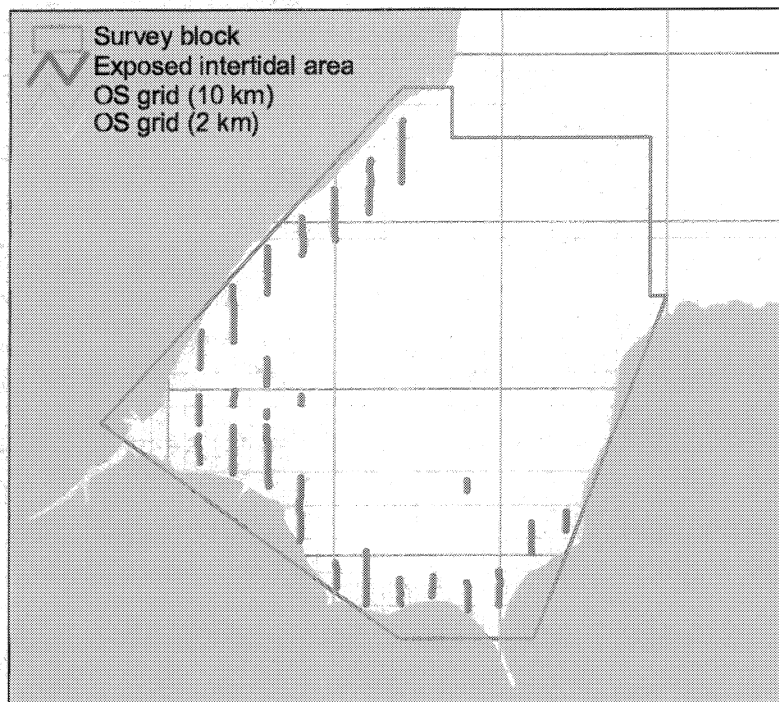 Survey block
Exposed intertidal area
OS grid (10 km)
OS grid (2 km)